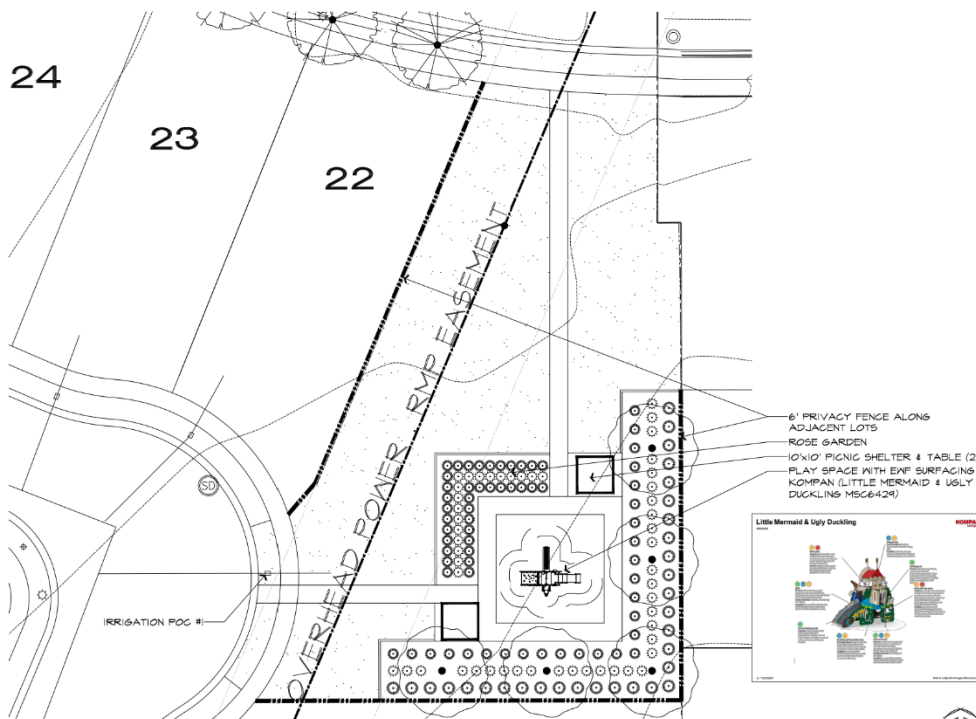 24
23
22
OVERHEAD POWER RMP EASEMENT
6' PRIVACY FENCE ALONG
ADJACENT LOTS
ROSE GARDEN
10'x10' PICNIC SHELTER & TABLE (2
PLAY SPACE WITH EWF SURFACING
KOMPAN (LITTLE MERMAID & UGLY
DUCKLING MSC6429)
SD
IRRIGATION POC #1
Little Mermaid & Ugly Duckling
KOMPA